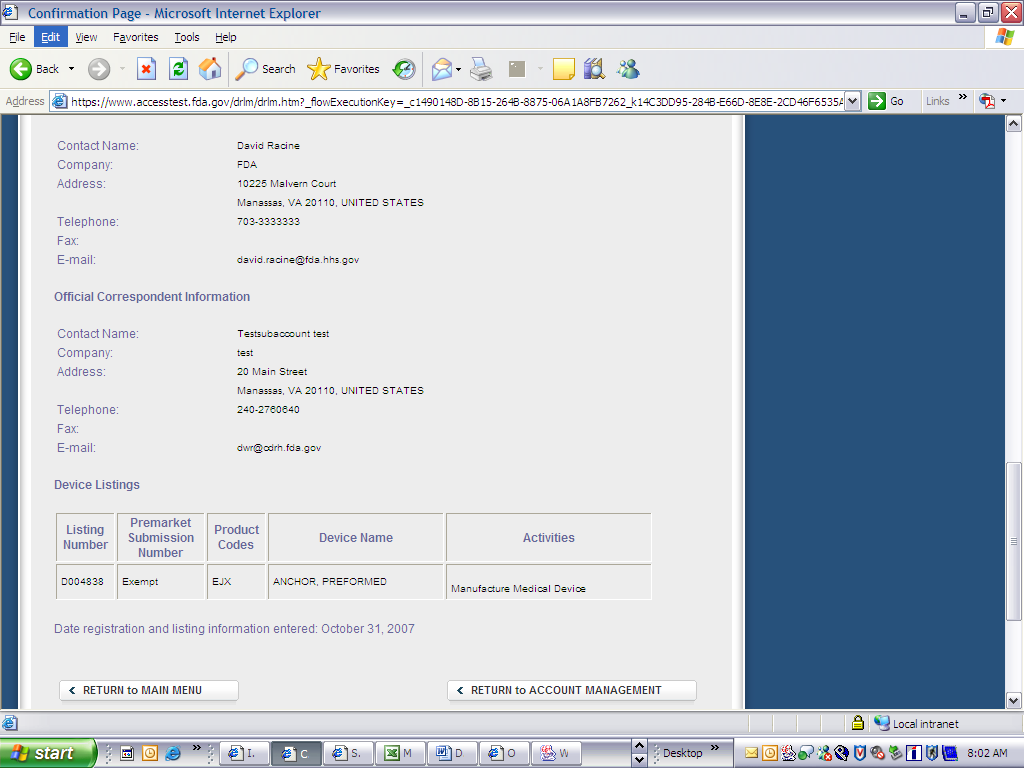 Confirmation Page - Microsoft Internet Explorer
File Edit View Favorites Tools Help
Back Search Favorites
Address https://www.accesstest.fda.gov/drlm/drlm.htm?_flowExecutionKey=_c1490148D-8B15-264B-8875-06A1A8FB7262_k14C3DD95-284B-E66D-8E8E-2CD46F6535A Go Links »
Contact Name: David Racine
Company: FDA
Address: 10225 Malvern Court
Manassas, VA 20110, UNITED STATES
Telephone: 703-3333333
Fax:
E-mail: david.racine@fda.hhs.gov
Official Correspondent Information
Contact Name: Testsubaccount test
Company: test
Address: 20 Main Street
Manassas, VA 20110, UNITED STATES
Telephone: 240-2760640
Fax:
E-mail: dwr@cdrh.fda.gov
Device Listings
Listing Number Premarket Submission Number Product Codes Device Name Activities
D004838 Exempt EJX ANCHOR, PREFORMED Manufacture Medical Device
Date registration and listing information entered: October 31, 2007
RETURN to MAIN MENU RETURN to ACCOUNT MANAGEMENT
Local intranet
start » I. C S. M D O W Desktop » 8:02 AM